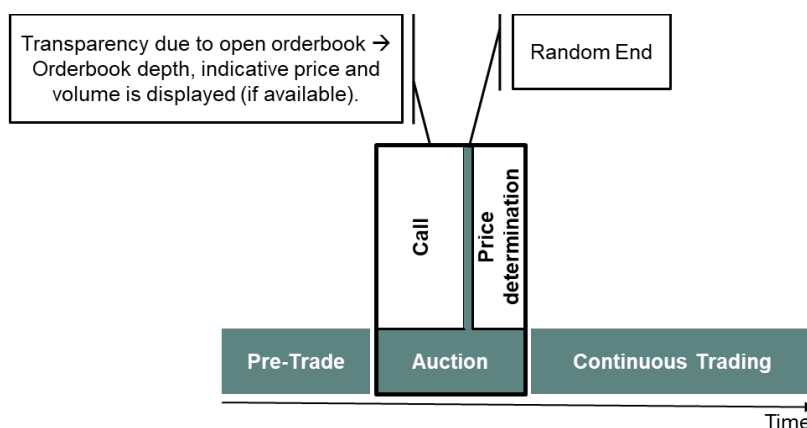 Transparency due to open orderbook →
Orderbook depth, indicative price and
volume is displayed (if available).
Random End
Call
Price
determination
Pre-Trade
Auction
Continuous Trading
Time